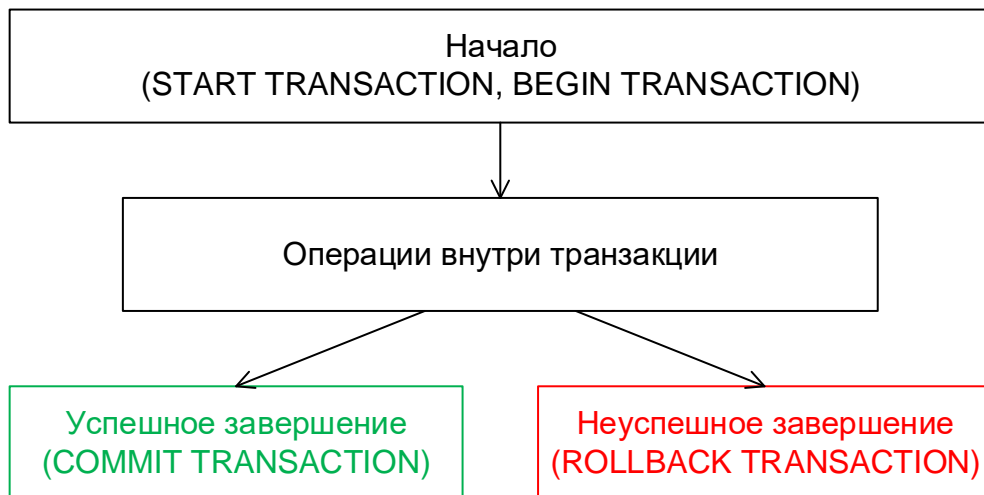 Начало
(START TRANSACTION, BEGIN TRANSACTION)
Операции внутри транзакции
Успешное завершение
(COMMIT TRANSACTION)
Неуспешное завершение
(ROLLBACK TRANSACTION)